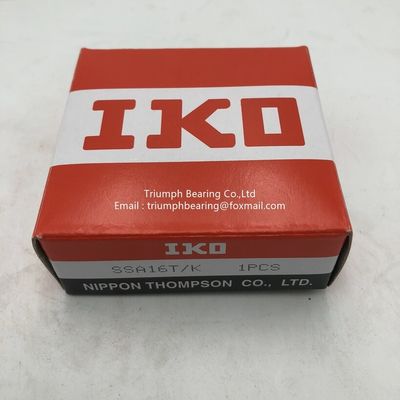 IKO
Triumph Bearing Co.,Ltd
Email : triumphbearing@foxmail.com
IKO
SSA16T/K 1PCS
NIPPON THOMPSON CO., LTD.